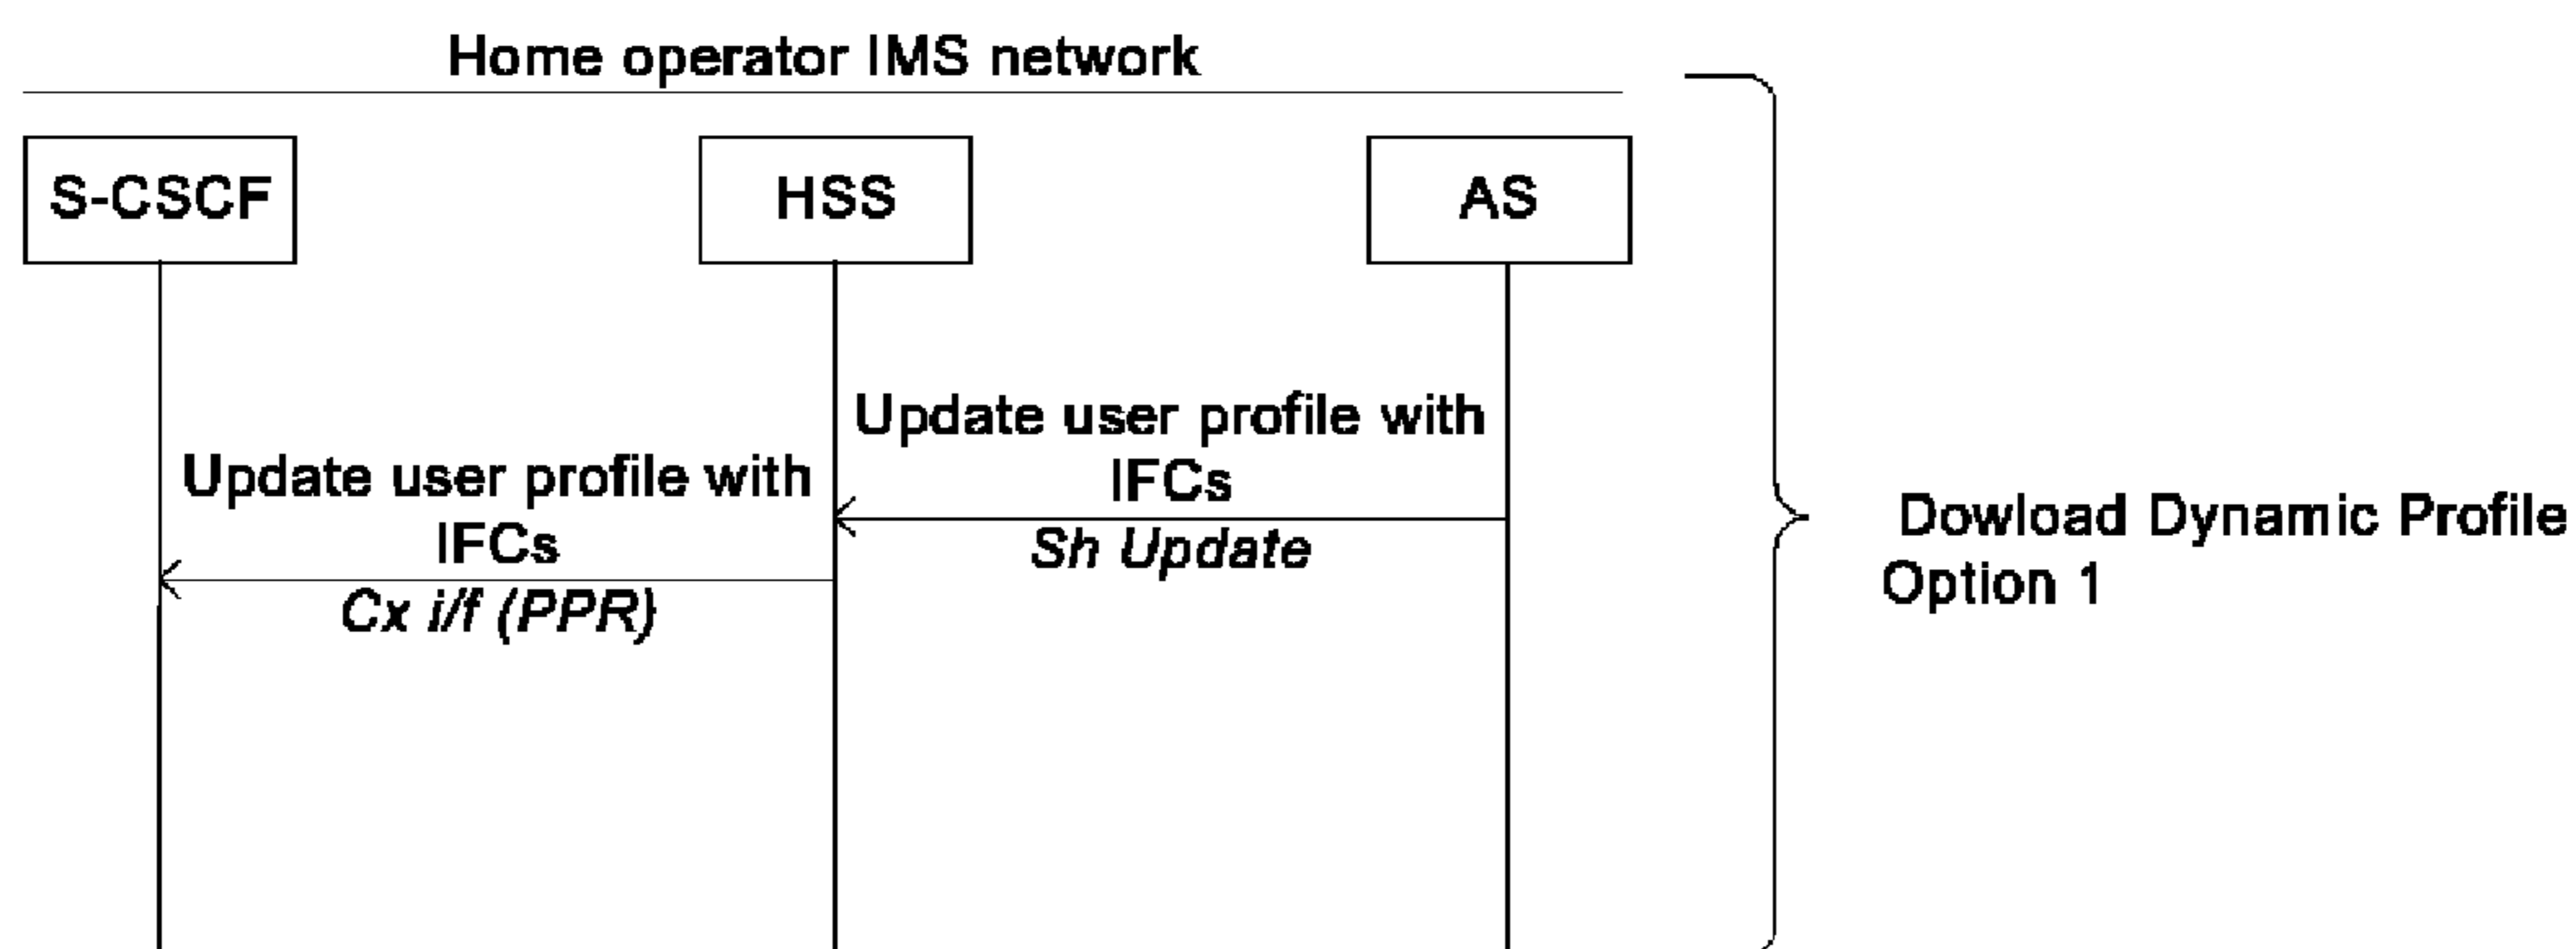 Home operator IMS network
S-CSCF
HSS
AS
Update user profile with
IFCs
Sh Update
Update user profile with
IFCs
Cx i/f (PPR)
Dowload Dynamic Profile
Option 1